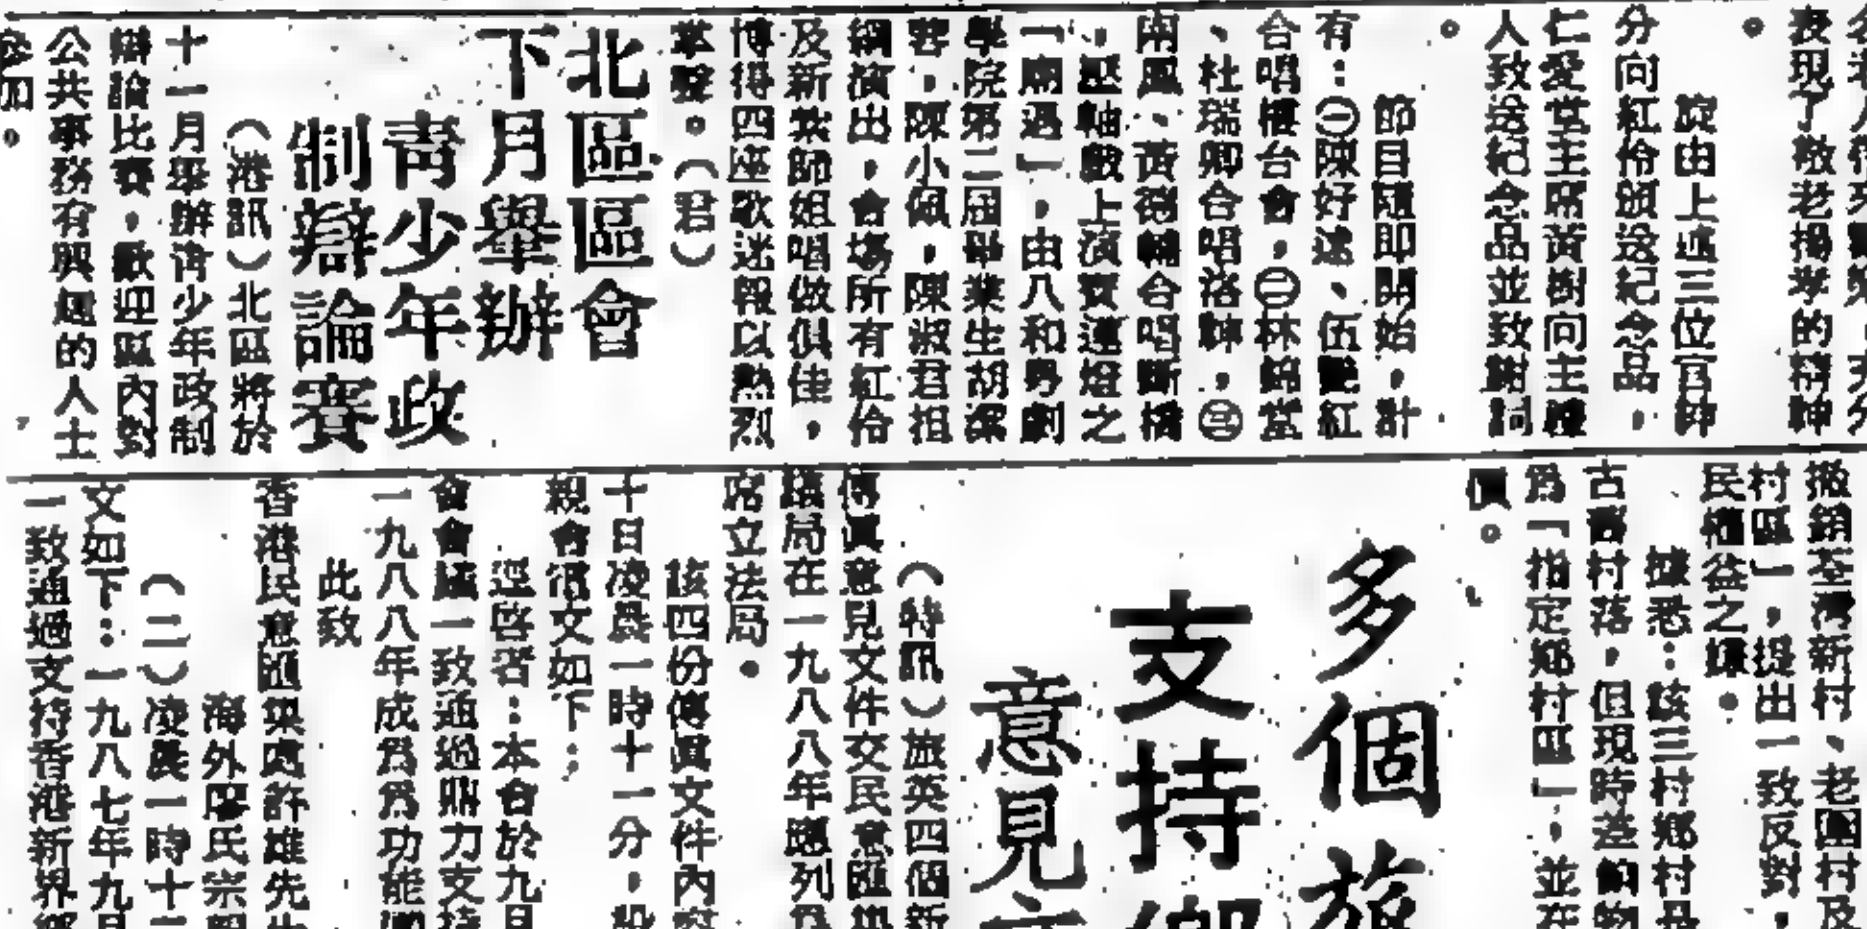 表現了敬老揚孝的精神
。
旋由上述三位官紳
分向紅伶頒送紀念品，
仁愛堂主席黃樹向主禮
人致送紀念品並致謝詞
。
節目隨即開始，計
有：㊀陳好逑、伍艷紅
合唱樓台會，㊁林錦堂
、杜瑞卿合唱洛神，㊂
南鳳、黃德輔合唱斷橋
，壓軸戲上演寶蓮燈之
「廟遇」，由八和粵劇
學院第二屆畢業生胡深
蓉，陳小佩，陳淑君担
綱演出，會場所有紅伶
及新紮師姐唱做俱佳，
博得四座歌迷報以熱烈
掌聲。（君）
北區區會
下月舉辦
青少年政
制辯論賽
（港訊）北區將於
十一月舉辦青少年政制
辯論比賽，歡迎區內對
公共事務有興趣的人士
參加。
撤銷荃灣新村、老圍村及
村區」，提出一致反對，
民權益之嫌。
據悉：該三村鄉村
古舊村落，但現時
為「指定鄉村區」，並在
價。
多個旅
支持鄉
意見
（特訊）旅英四個新
傳真意見文件交民意匯
局在一九八八年應列
席立法局。
該四份傳真文件內容
十日凌晨一時十一分，
親會
文如下：
逕啓者：本會於九月
會會議一致通過鼎力支持
一九八八年成為功能
此致
香港民意匯集處許雄先生
海外廖氏宗親
（二）凌晨一時十
文如下：一九八七年九月
一致通過支持香港新界鄉